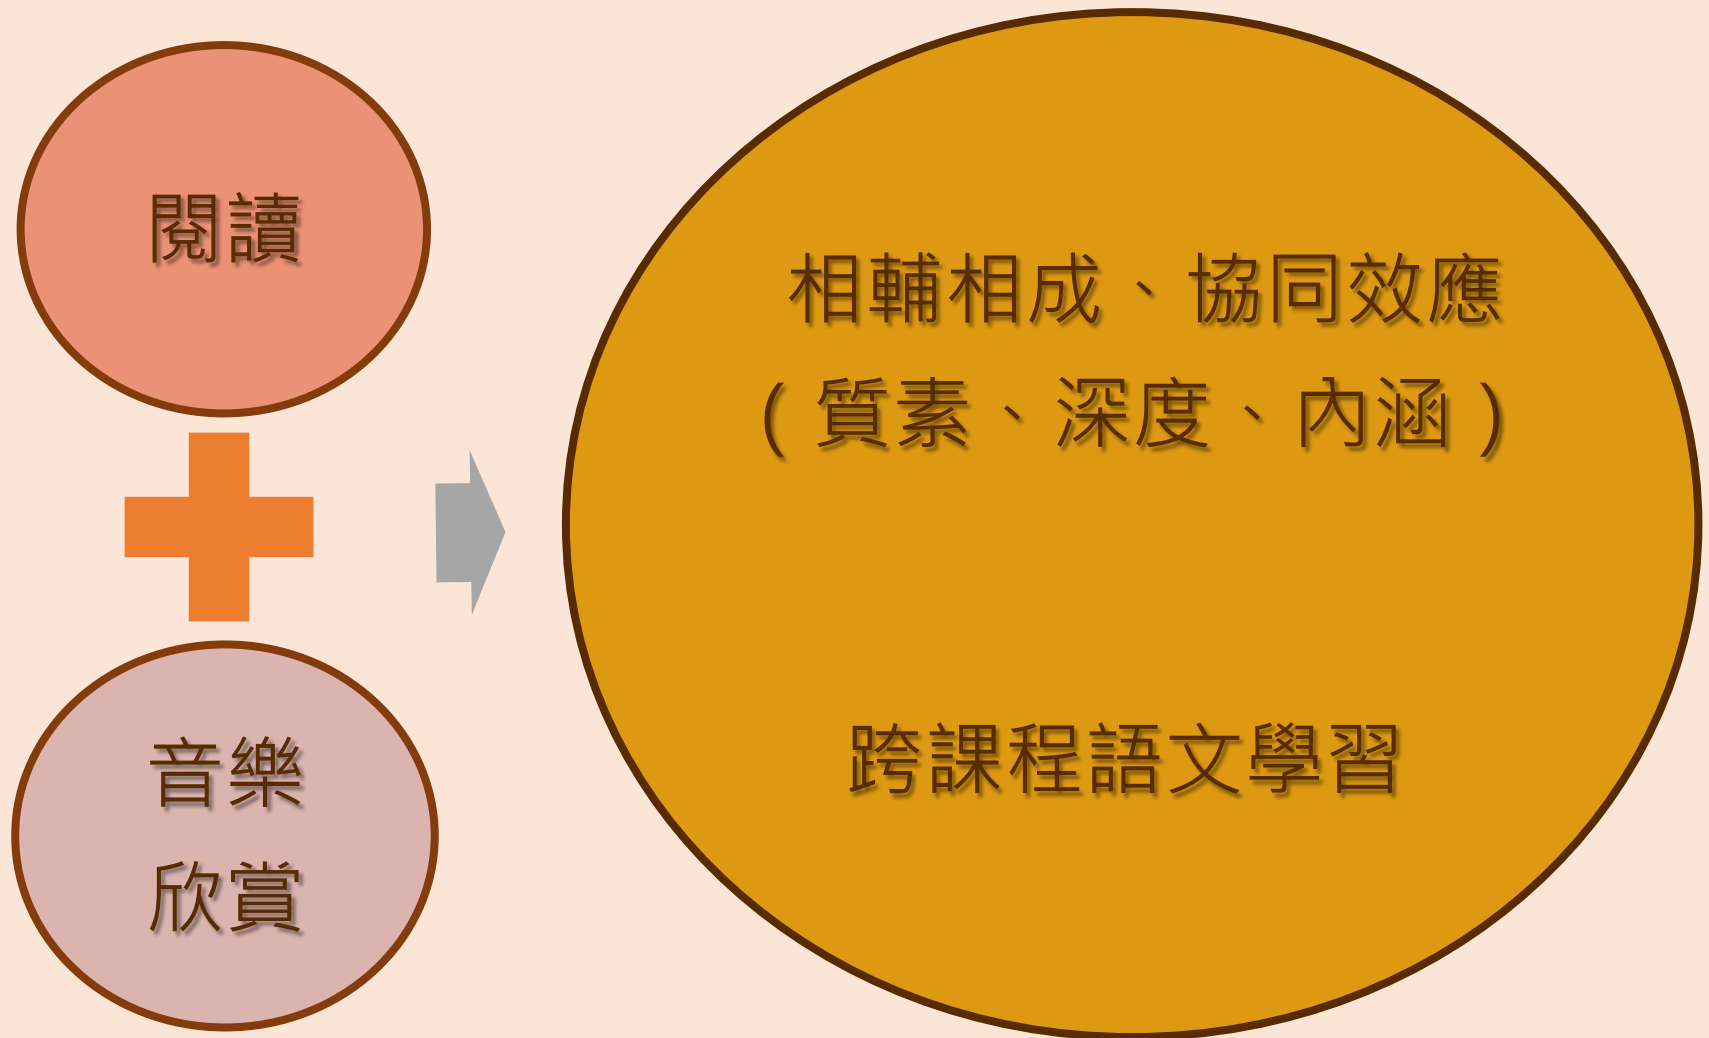 閱讀
音樂
欣賞
相輔相成、協同效應
(質素、深度、內涵)
跨課程語文學習